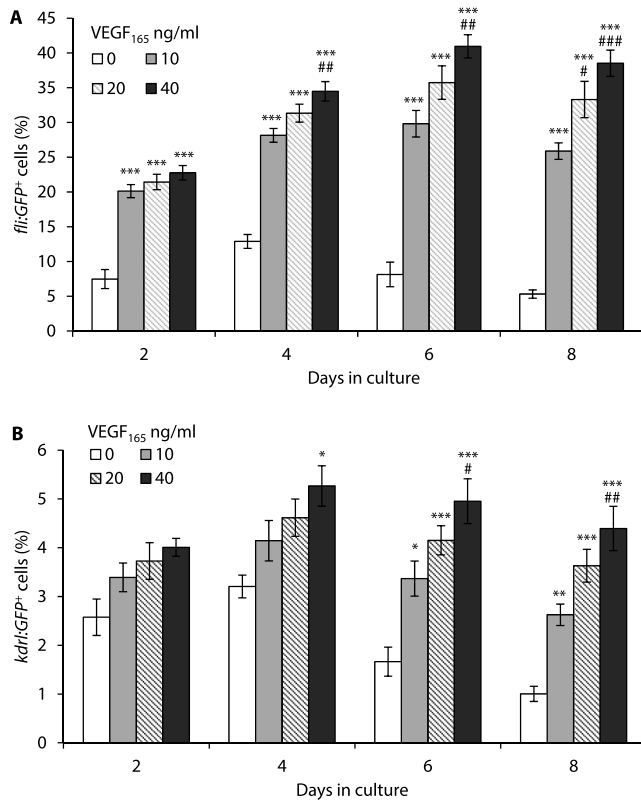 A
VEGF165 ng/ml
0 10
20 40
fli:GFP+ cells (%)
45
40
35
30
25
20
15
10
5
0
*** *** ***
*** *** *** ##
*** *** *** ##
*** *** # *** ###
2 4 6 8
Days in culture
B
VEGF165 ng/ml
0 10
20 40
kdrl:GFP+ cells (%)
6
5
4
3
2
1
0
*
* *** *** #
** *** *** ##
2 4 6 8
Days in culture